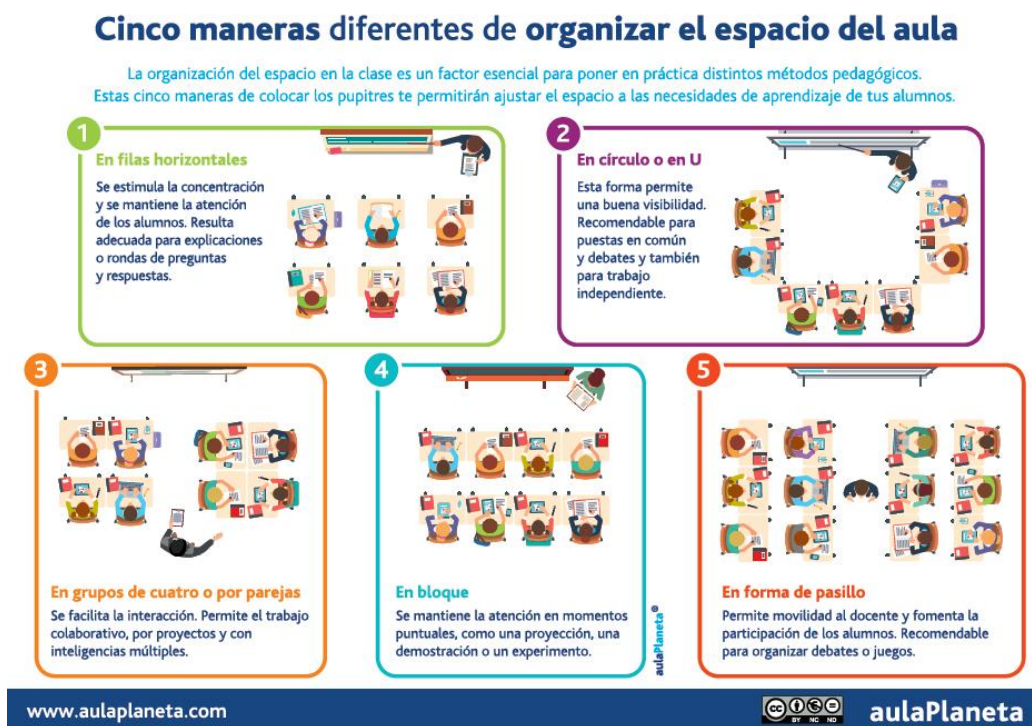 Cinco maneras diferentes de organizar el espacio del aula
La organización del espacio en la clase es un factor esencial para poner en práctica distintos métodos pedagógicos.
Estas cinco maneras de colocar los pupitres te permitirán ajustar el espacio a las necesidades de aprendizaje de tus alumnos.
1
En filas horizontales
Se estimula la concentración
y se mantiene la atención
de los alumnos. Resulta
adecuada para explicaciones
o rondas de preguntas
y respuestas.
2
En círculo o en U
Esta forma permite
una buena visibilidad.
Recomendable para
puestas en común
y debates y también
para trabajo
independiente.
3
En grupos de cuatro o por parejas
Se facilita la interacción. Permite el trabajo
colaborativo, por proyectos y con
inteligencias múltiples.
4
En bloque
Se mantiene la atención en momentos
puntuales, como una proyección, una
demostración o un experimento.
aulaPlaneta®
5
En forma de pasillo
Permite movilidad al docente y fomenta la
participación de los alumnos. Recomendable
para organizar debates o juegos.
www.aulaplaneta.com
cc
BY NC ND
aulaPlaneta